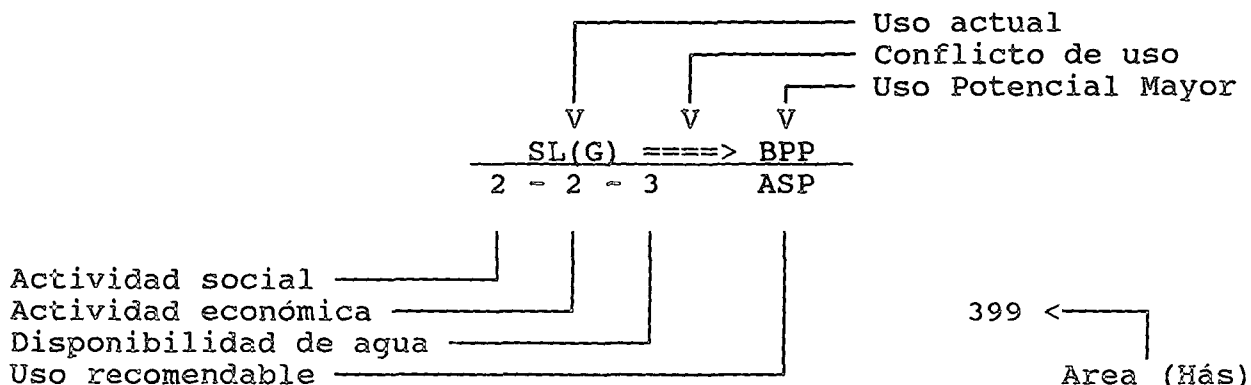 Uso actual
Conflicto de uso
Uso Potencial Mayor
V V V
SL(G) ====> BPP
2 - 2 - 3 ASP
Actividad social
Actividad económica 399 <
Disponibilidad de agua
Uso recomendable Area (Hás)